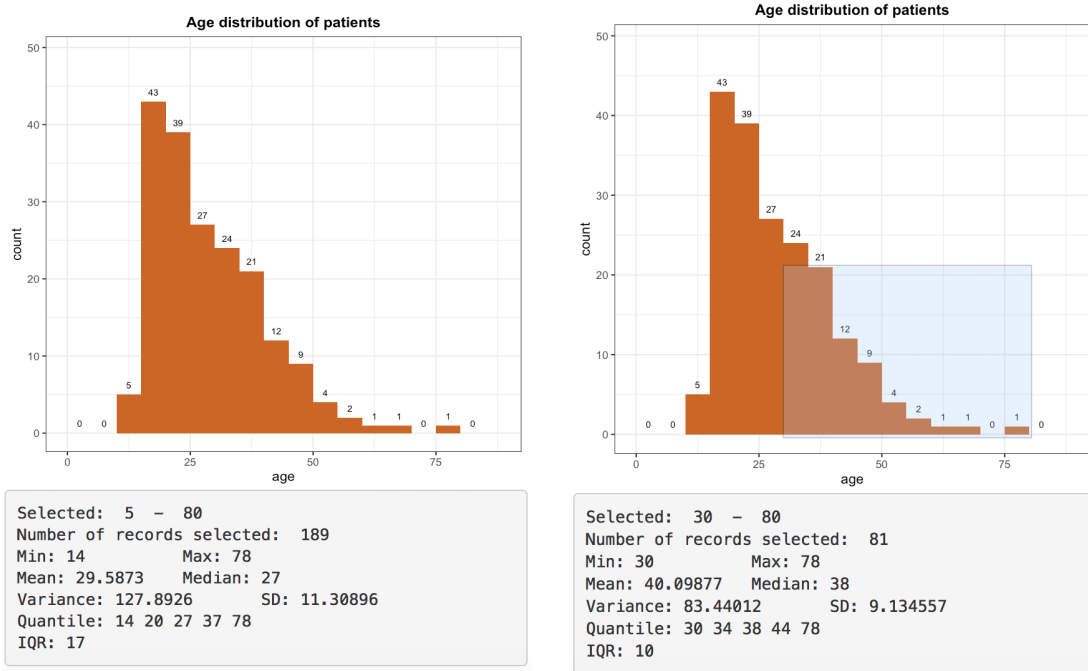 Age distribution of patients
50
40
30
20
10
0
count
0 0 5 43 39 27 24 21 12 9 4 2 1 1 0 1 0
0 25 50 75
age
Selected: 5 - 80
Number of records selected: 189
Min: 14 Max: 78
Mean: 29.5873 Median: 27
Variance: 127.8926 SD: 11.30896
Quantile: 14 20 27 37 78
IQR: 17
Age distribution of patients
50
40
30
20
10
0
count
0 0 5 43 39 27 24 21 12 9 4 2 1 1 0 1 0
0 25 50 75
age
Selected: 30 - 80
Number of records selected: 81
Min: 30 Max: 78
Mean: 40.09877 Median: 38
Variance: 83.44012 SD: 9.134557
Quantile: 30 34 38 44 78
IQR: 10